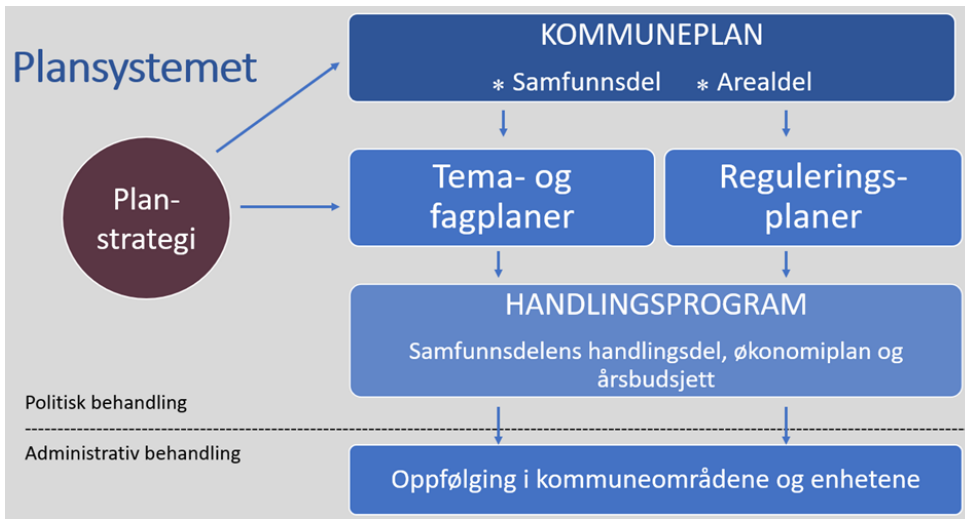 Plansystemet
KOMMUNEPLAN
* Samfunnsdel * Arealdel
Plan-
strategi
Tema- og
fagplaner
Regulerings-
planer
HANDLINGSPROGRAM
Samfunnsdelens handlingsdel, økonomiplan og
årsbudsjett
Politisk behandling
Administrativ behandling
Oppfølging i kommuneområdene og enhetene